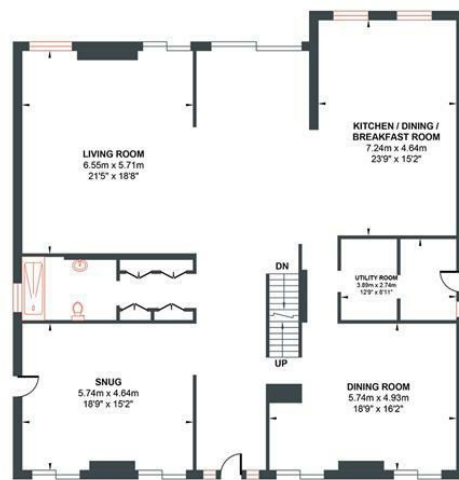 LIVING ROOM
6.55m x 5.71m
21'5" x 18'8"
KITCHEN / DINING /
BREAKFAST ROOM
7.24m x 4.64m
23'9" x 15'2"
DN
UTILITY ROOM
3.89m x 2.74m
12'9" x 8'11"
UP
SNUG
5.74m x 4.64m
18'9" x 15'2"
DINING ROOM
5.74m x 4.93m
18'9" x 16'2"